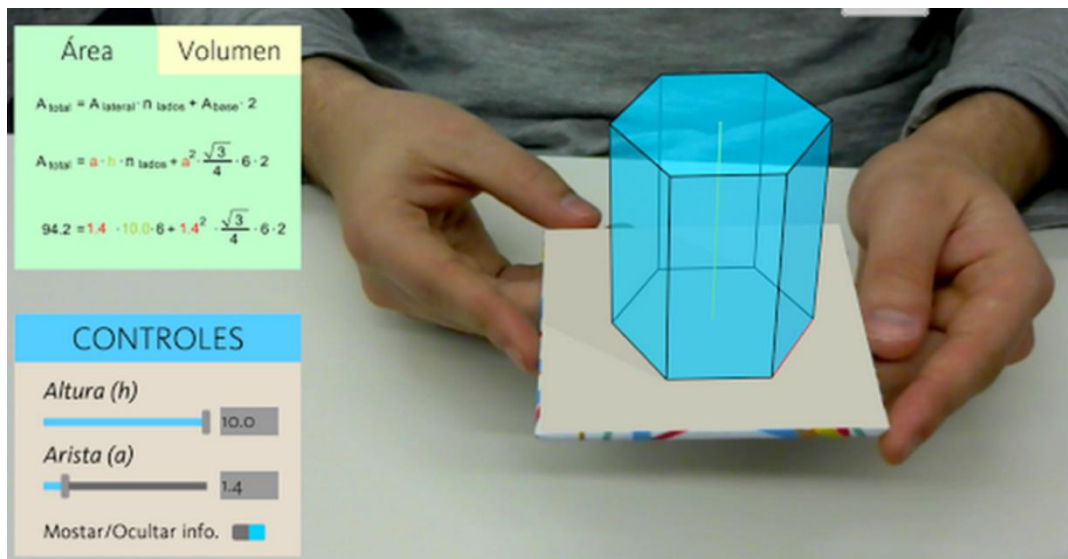 Área
Volumen
A total = A lateral · n lados + A base · 2
A total = a · h · n lados + a² · √3/4 · 6 · 2
94.2 = 1.4 · 10.0 · 6 + 1.4² · √3/4 · 6 · 2
CONTROLES
Altura (h)
10.0
Arista (a)
1.4
Mostar/Ocultar info.